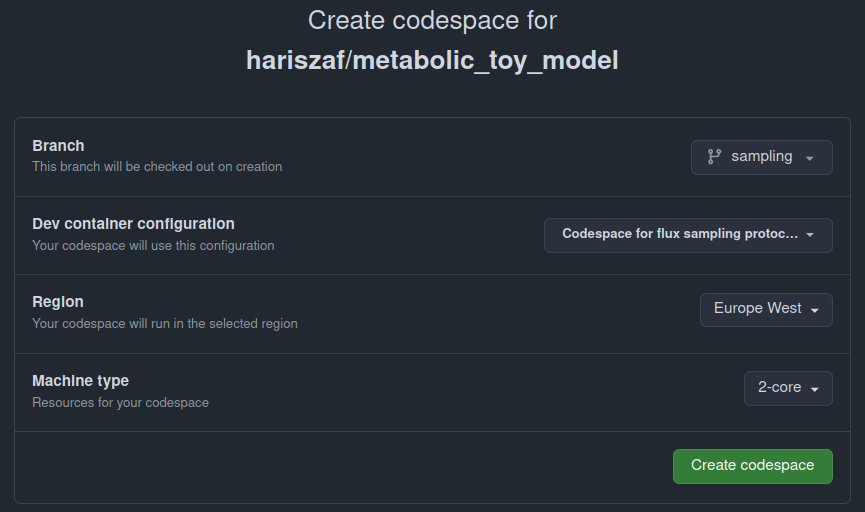 Create codespace for
hariszaf/metabolic_toy_model
Branch
This branch will be checked out on creation
sampling
Dev container configuration
Your codespace will use this configuration
Codespace for flux sampling protoc...
Region
Your codespace will run in the selected region
Europe West
Machine type
Resources for your codespace
2-core
Create codespace